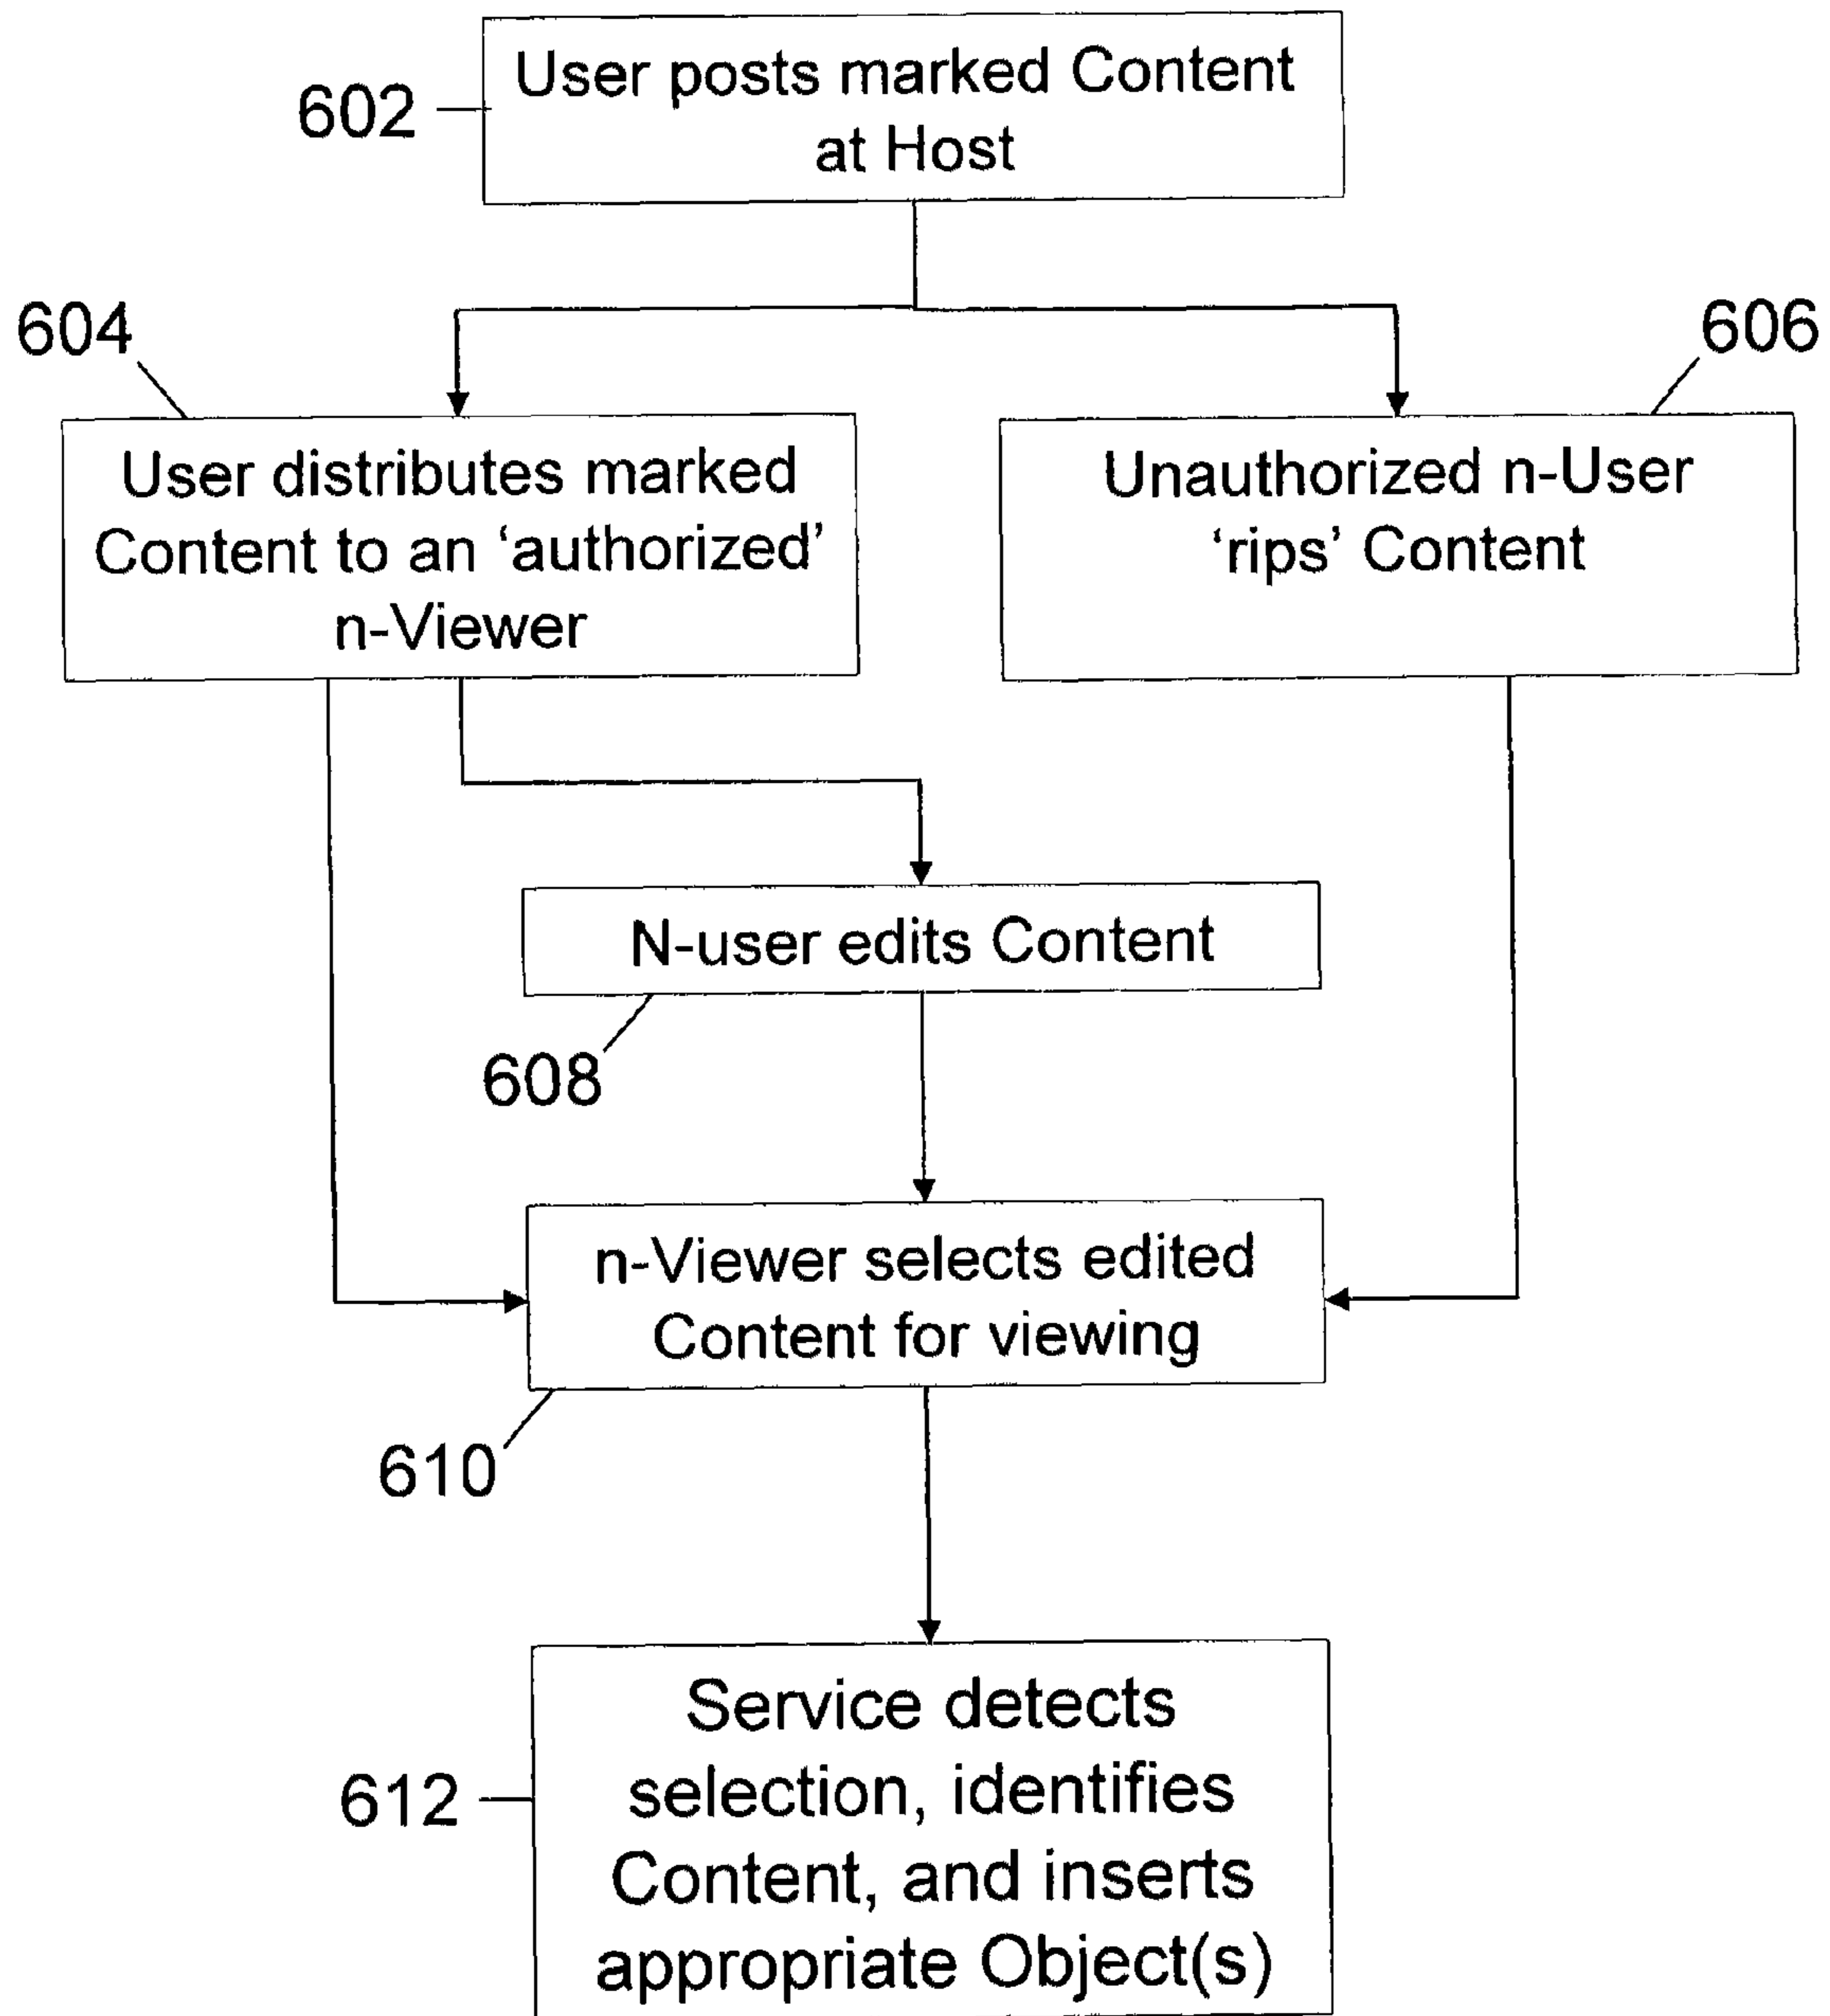 User posts marked Content
at Host
602
604
606
User distributes marked
Content to an ‘authorized’
n-Viewer
Unauthorized n-User
‘rips’ Content
N-user edits Content
608
n-Viewer selects edited
Content for viewing
610
Service detects
selection, identifies
Content, and inserts
appropriate Object(s)
612